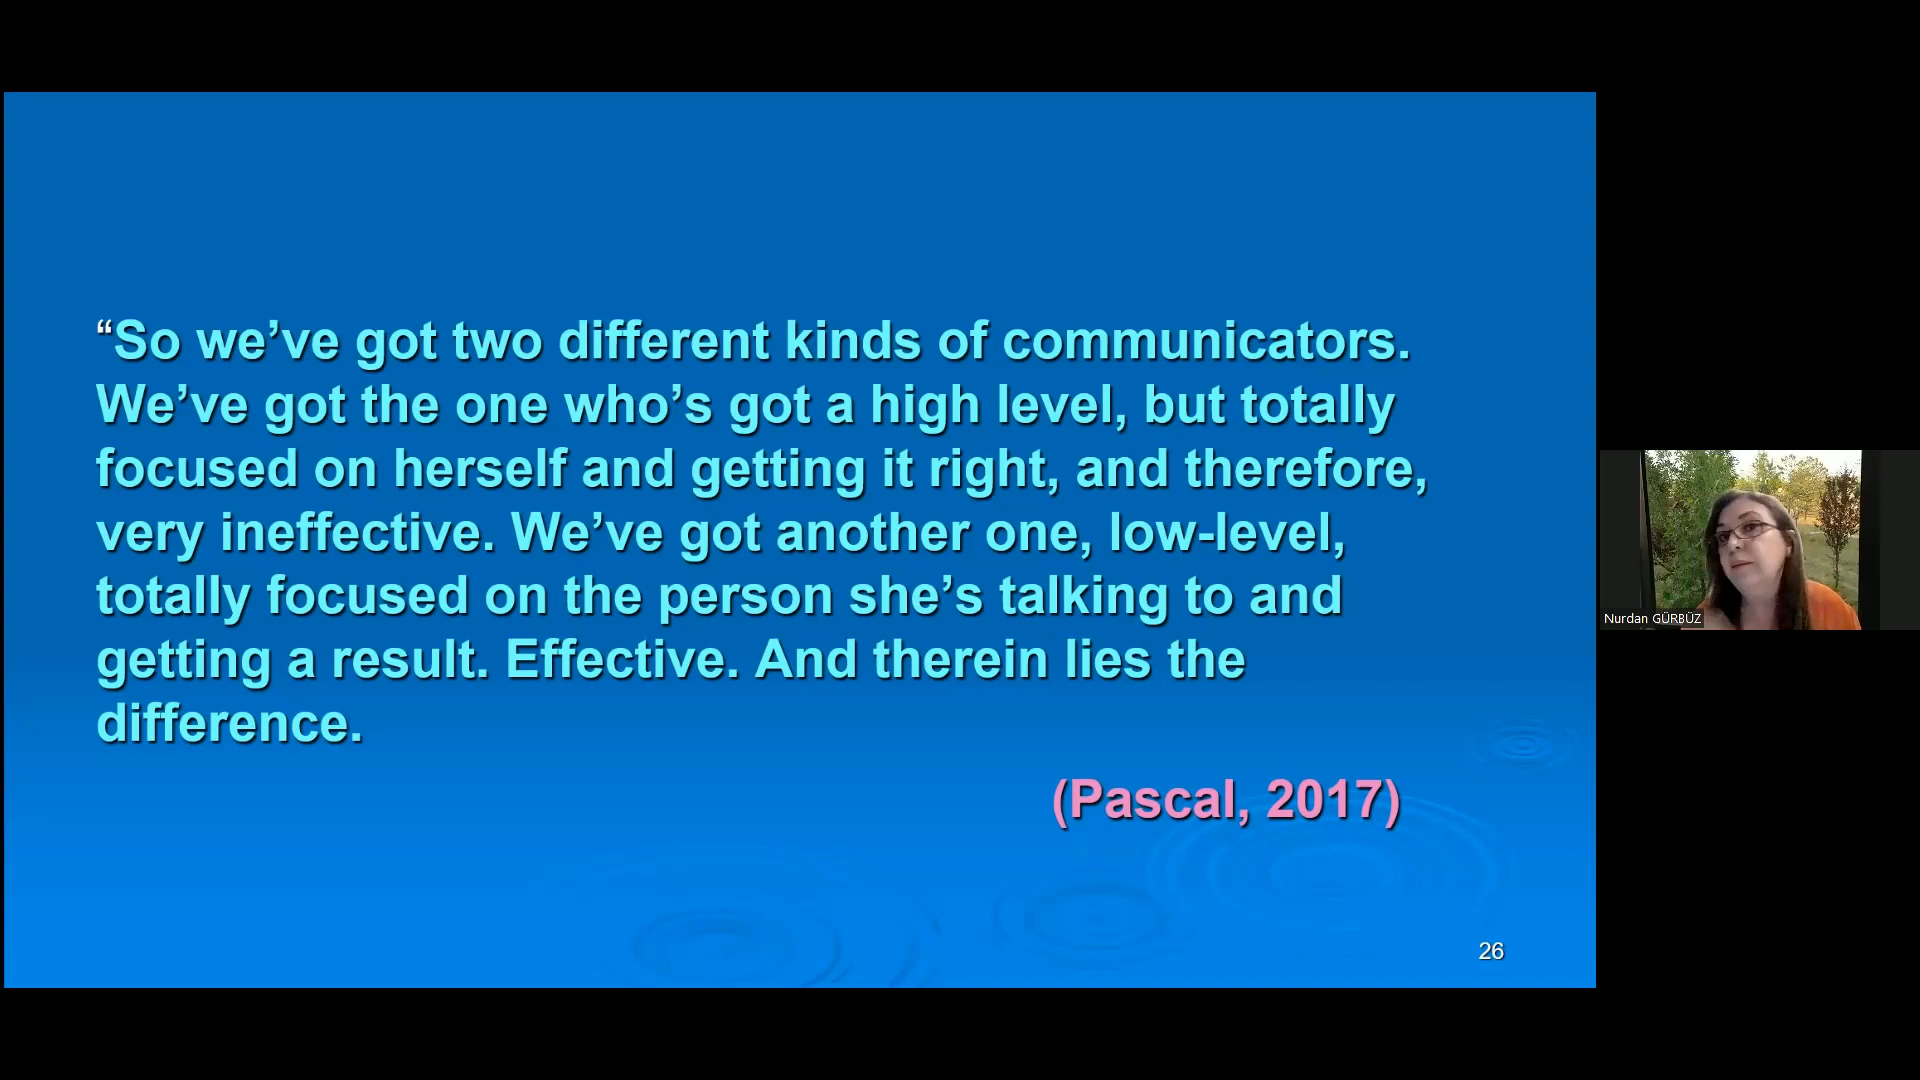 “So we’ve got two different kinds of communicators.
We’ve got the one who’s got a high level, but totally
focused on herself and getting it right, and therefore,
very ineffective. We’ve got another one, low-level,
totally focused on the person she’s talking to and
getting a result. Effective. And therein lies the
difference.
(Pascal, 2017)
26
Nurdan GÜRBÜZ